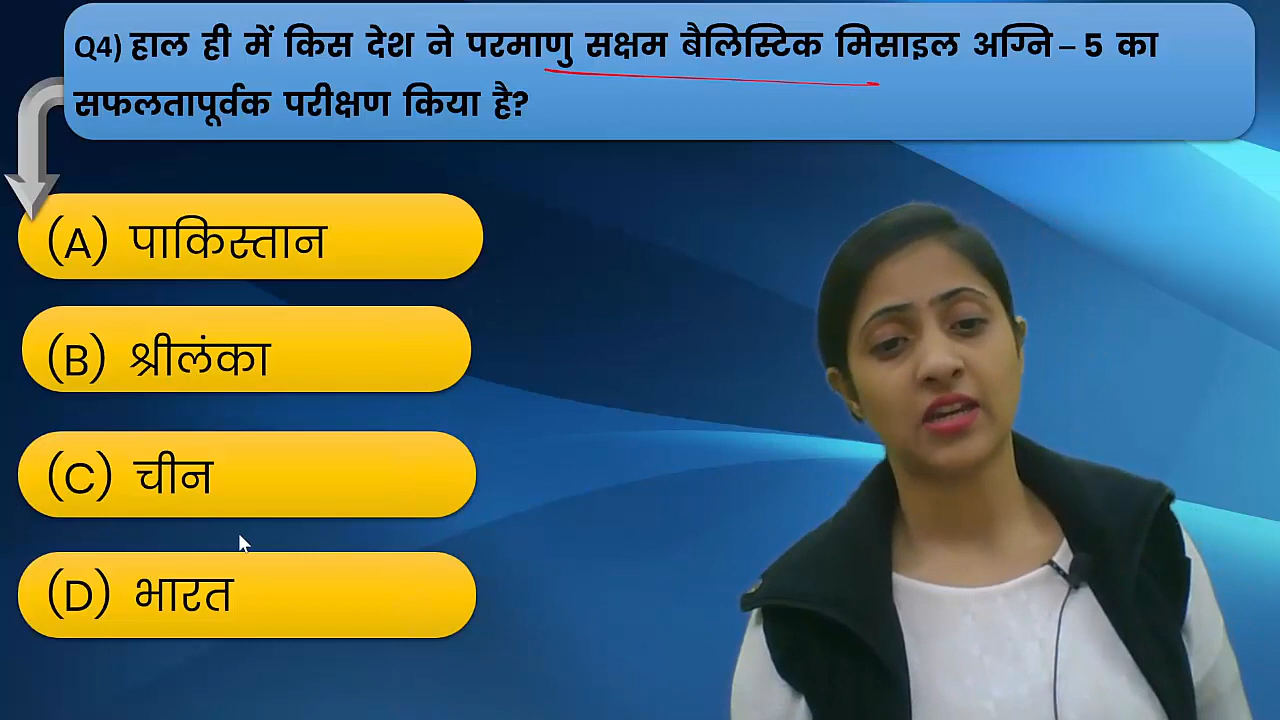 Q4) हाल ही में किस देश ने परमाणु सक्षम बैलिस्टिक मिसाइल अग्नि – 5 का
सफलतापूर्वक परीक्षण किया है?
(A) पाकिस्तान
(B) श्रीलंका
(C) चीन
(D) भारत